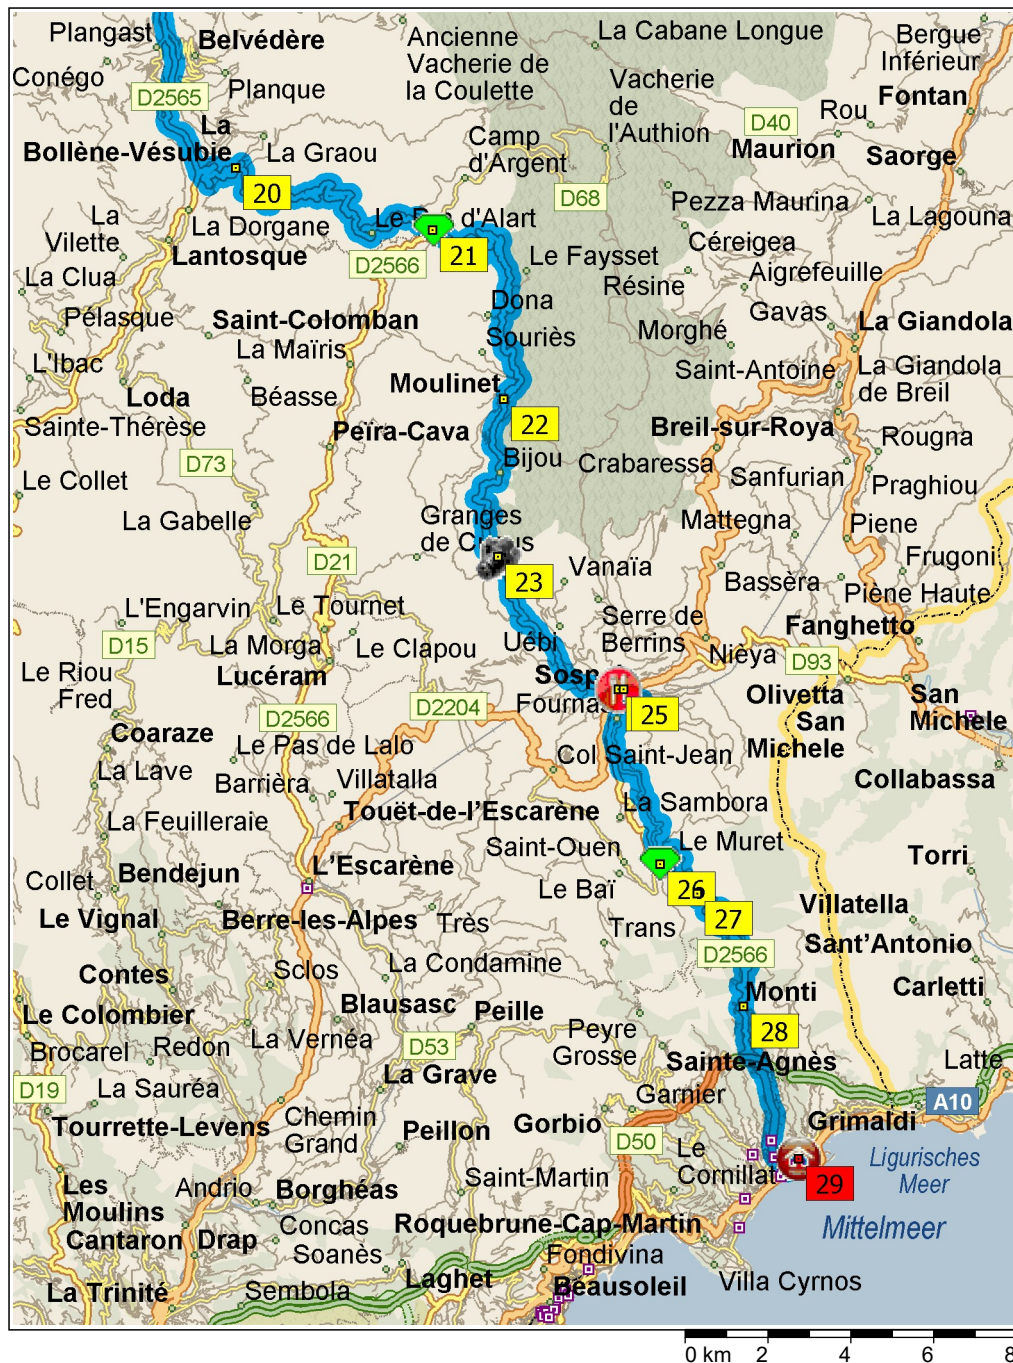 Plangast
Belvédère
Ancienne
Vacherie de
la Coulette
La Cabane Longue
Bergue
Inférieur
Conégo
D2565
Planque
Vacherie
de
l'Authion
Rou
Fontan
La
Bollène-Vésubie
La Graou
Camp
d'Argent
D40
Maurion
Saorge
20
D68
Pezza Maurina
La Lagouna
La
Vilette
La Dorgane
d'Alart
Lantosque
D2566
21
Le Faysset
Céreigea
La Clua
Résine
Aigrefeuille
Dona
Gavas
Pélasque
Saint-Colomban
Souriès
Morghé
La Giandola
L'Ibac
La Maïris
Saint-Antoine
La Giandola
de Breil
Loda
Béasse
Moulinet
22
Sainte-Thérèse
Peïra-Cava
Breil-sur-Roya
Rougna
D73
Bijou
Crabaressa
Sanfurian
Le Collet
Praghiou
La Gabelle
Granges
de
Mattegna
Piene
D21
23
Vanaïa
Bassèra
Frugoni
Piène Haute
L'Engarvin
Le Tournet
Serre de
Berrins
Fanghetto
D15
La Morga
Le Clapou
Uébi
Nieya
D93
Le Riou
Fred
Lucéram
Sosp
Olivetta
San
Michele
San
Michele
D2566
D2204
Fourna
25
Coaraze
Le Pas de Lalo
Col Saint-Jean
La Lave
Barrièra
Villatalla
Collabassa
La Feuilleraie
Touët-de-l'Escarène
La Sambora
Saint-Ouen
Le Muret
Torri
Collet
Bendejun
L'Escarène
Le Baï
26
Le Vignal
Berre-les-Alpes
Très
Trans
27
Villatella
D2566
Sant'Antonio
Contes
Sclos
La Condamine
Carletti
Le Colombier
Blausasc
Peille
Monti
28
Brocarel
Redon
La Vernéa
D53
Peyre
Grosse
Sainte-Agnès
Latte
D19
La Sauréa
La Grave
Garnier
A10
Tourrette-Levens
Chemin
Grand
Peillon
Gorbio
D50
Grimaldi
Le
Cornillat
Ligurisches
Meer
Les
Moulins
Andrio
Borghéas
Saint-Martin
29
Cantaron
Drap
Concas
Soanès
Roquebrune-Cap-Martin
Mittelmeer
Fondivina
La Trinité
Sembola
Laghet
Beausoleil
Villa Cyrnos
0 km 2 4 6 8